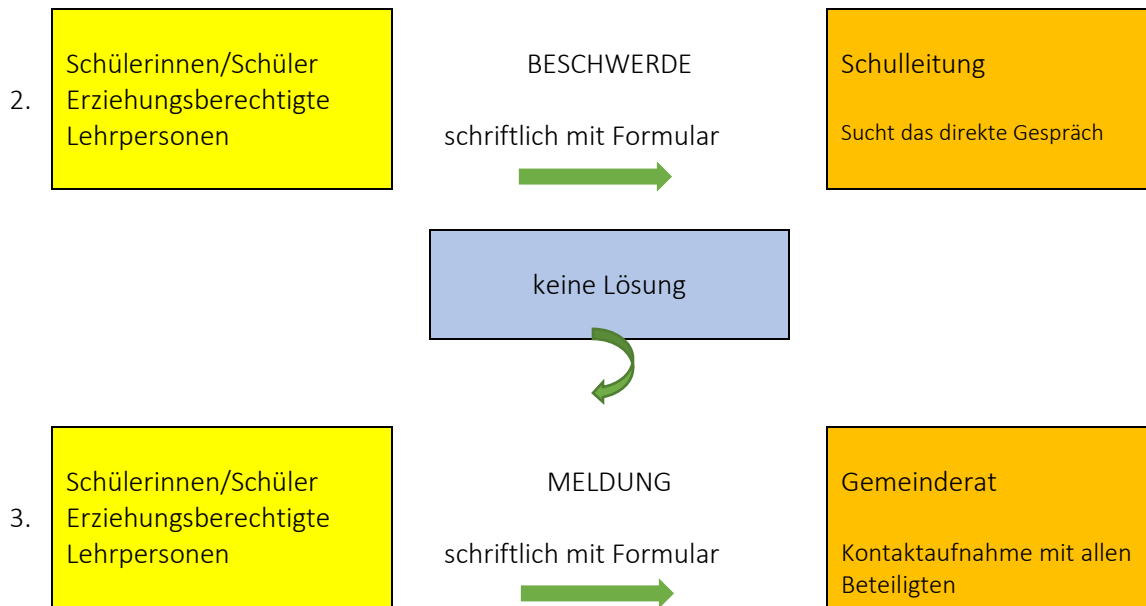 2.
Schülerinnen/Schüler
Erziehungsberechtigte
Lehrpersonen
BESCHWERDE
schriftlich mit Formular
Schulleitung
Sucht das direkte Gespräch
keine Lösung
3.
Schülerinnen/Schüler
Erziehungsberechtigte
Lehrpersonen
MELDUNG
schriftlich mit Formular
Gemeinderat
Kontaktaufnahme mit allen
Beteiligten